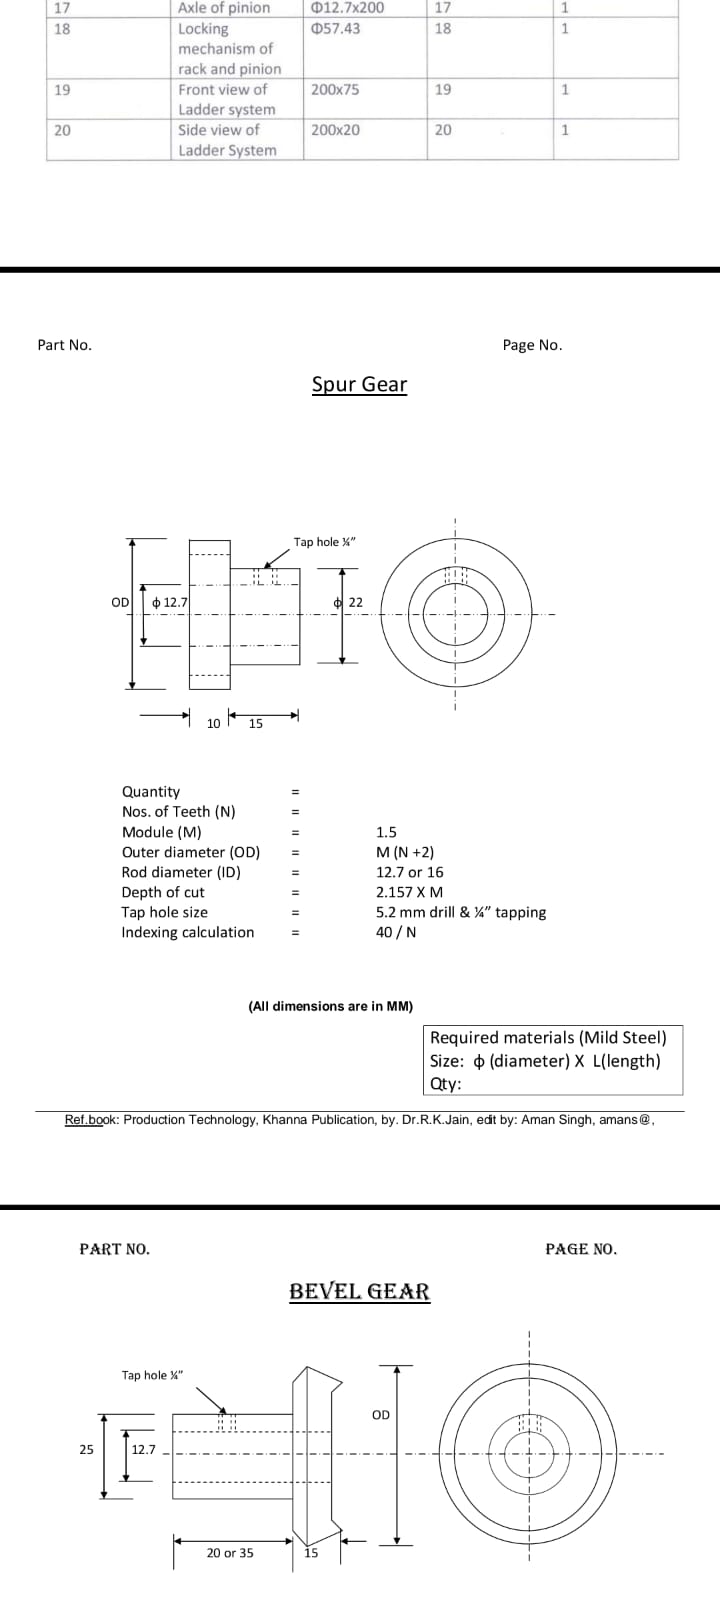 17 Axle of pinion Φ12.7x200 17 1
18 Locking Φ57.43 18 1
mechanism of
rack and pinion
19 Front view of 200x75 19 1
Ladder system
20 Side view of 200x20 20 1
Ladder System
Part No. Page No.
Spur Gear
Tap hole ¼”
OD ϕ 12.7 ϕ 22
10 15
Quantity =
Nos. of Teeth (N) =
Module (M) = 1.5
Outer diameter (OD) = M (N +2)
Rod diameter (ID) = 12.7 or 16
Depth of cut = 2.157 X M
Tap hole size = 5.2 mm drill & ¼” tapping
Indexing calculation = 40 / N
(All dimensions are in MM)
Required materials (Mild Steel)
Size: ϕ (diameter) X L(length)
Qty:
Ref.book: Production Technology, Khanna Publication, by. Dr.R.K.Jain, edit by: Aman Singh, amans@,
PART NO. PAGE NO.
BEVEL GEAR
Tap hole ¼”
OD
25 12.7
20 or 35 15